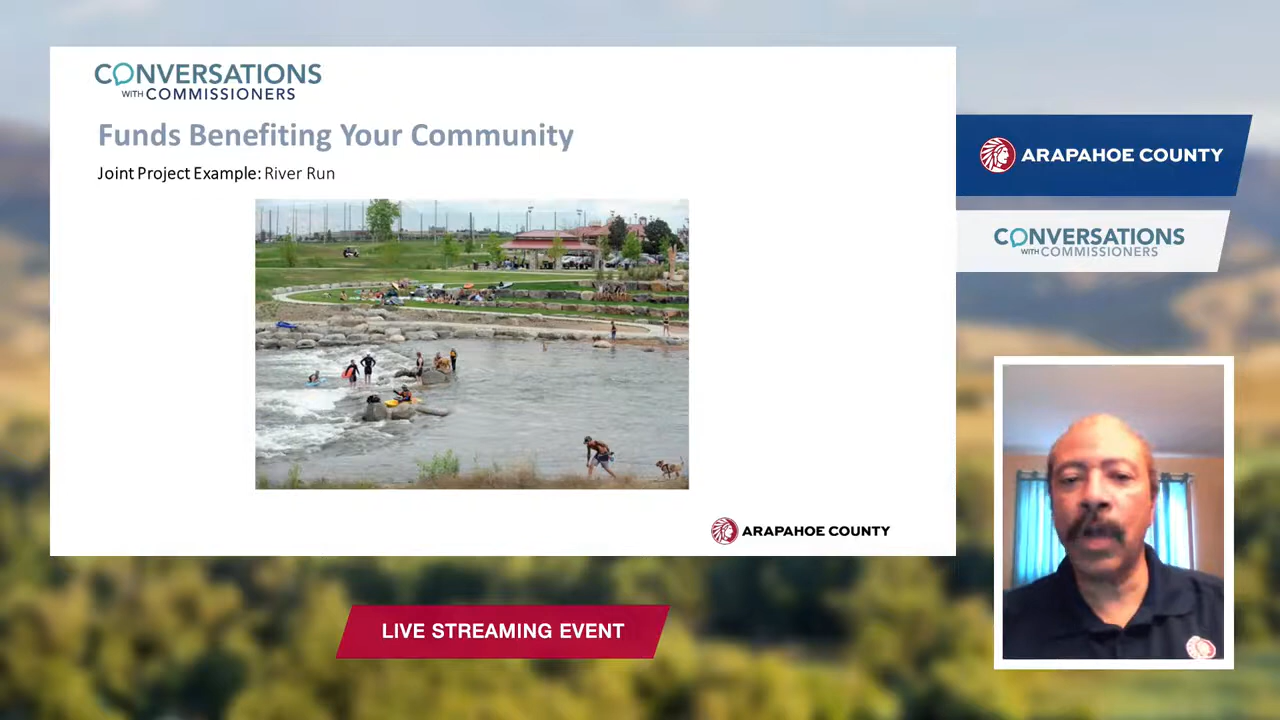 CONVERSATIONS
WITH COMMISSIONERS
Funds Benefiting Your Community
Joint Project Example: River Run
ARAPAHOE COUNTY
ARAPAHOE COUNTY
CONVERSATIONS
WITH COMMISSIONERS
LIVE STREAMING EVENT